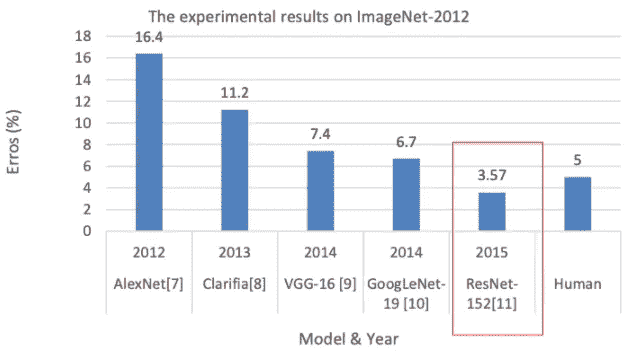 The experimental results on ImageNet-2012
Erros (%)
18
16
14
12
10
8
6
4
2
0
16.4
11.2
7.4
6.7
3.57
5
2012 2013 2014 2014 2015
AlexNet[7] Clarifia[8] VGG-16 [9] GoogLeNet- ResNet- Human
19 [10] 152[11]
Model & Year